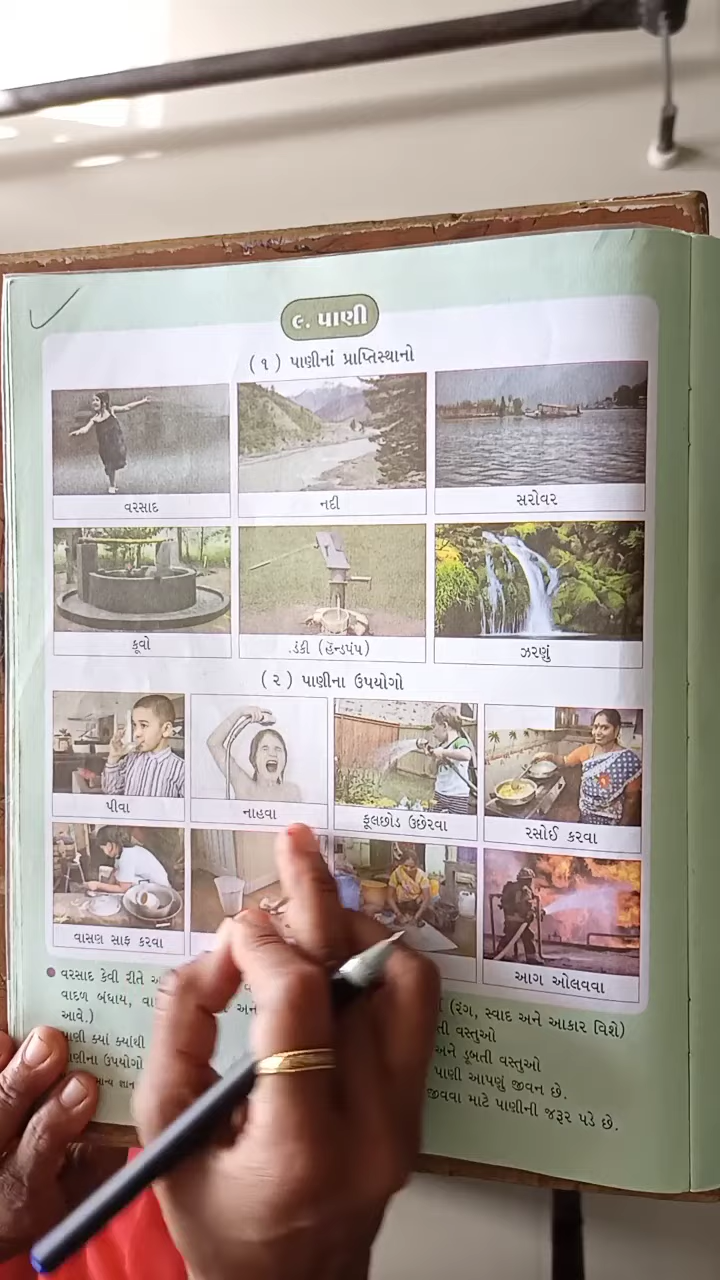 ૯. પાણી
(૧) પાણીનાં પ્રાપ્તિસ્થાનો
વરસાદ
નદી
સરોવર
કૂવો
ડંકી (હૅન્ડપંપ)
ઝરણું
(૨) પાણીના ઉપયોગો
પીવા
નાહવા
ફૂલછોડ ઉછેરવા
રસોઈ કરવા
વાસણ સાફ કરવા
આગ ઓલવવા
વરસાદ કેવી રીતે
(રંગ, સ્વાદ અને આકાર વિશે)
વાદળ બંધાય,
વસ્તુઓ
આવે.)
અને ડૂબતી વસ્તુઓ
ક્યાં ક્યાંથી
પાણી આપણું જીવન છે.
ઉપયોગો
જીવવા માટે પાણીની જરૂર પડે છે.